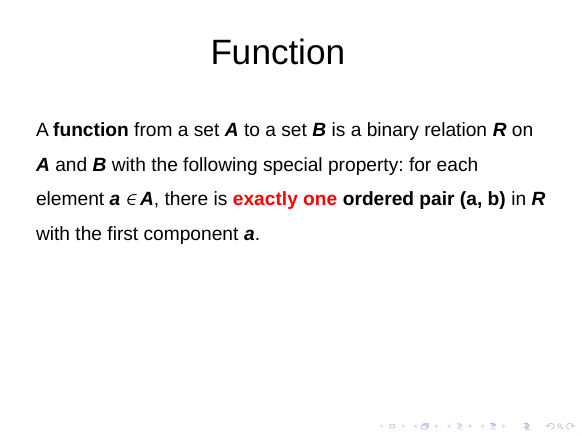 Function
A function from a set A to a set B is a binary relation R on
A and B with the following special property: for each
element a ∈ A, there is exactly one ordered pair (a, b) in R
with the first component a.